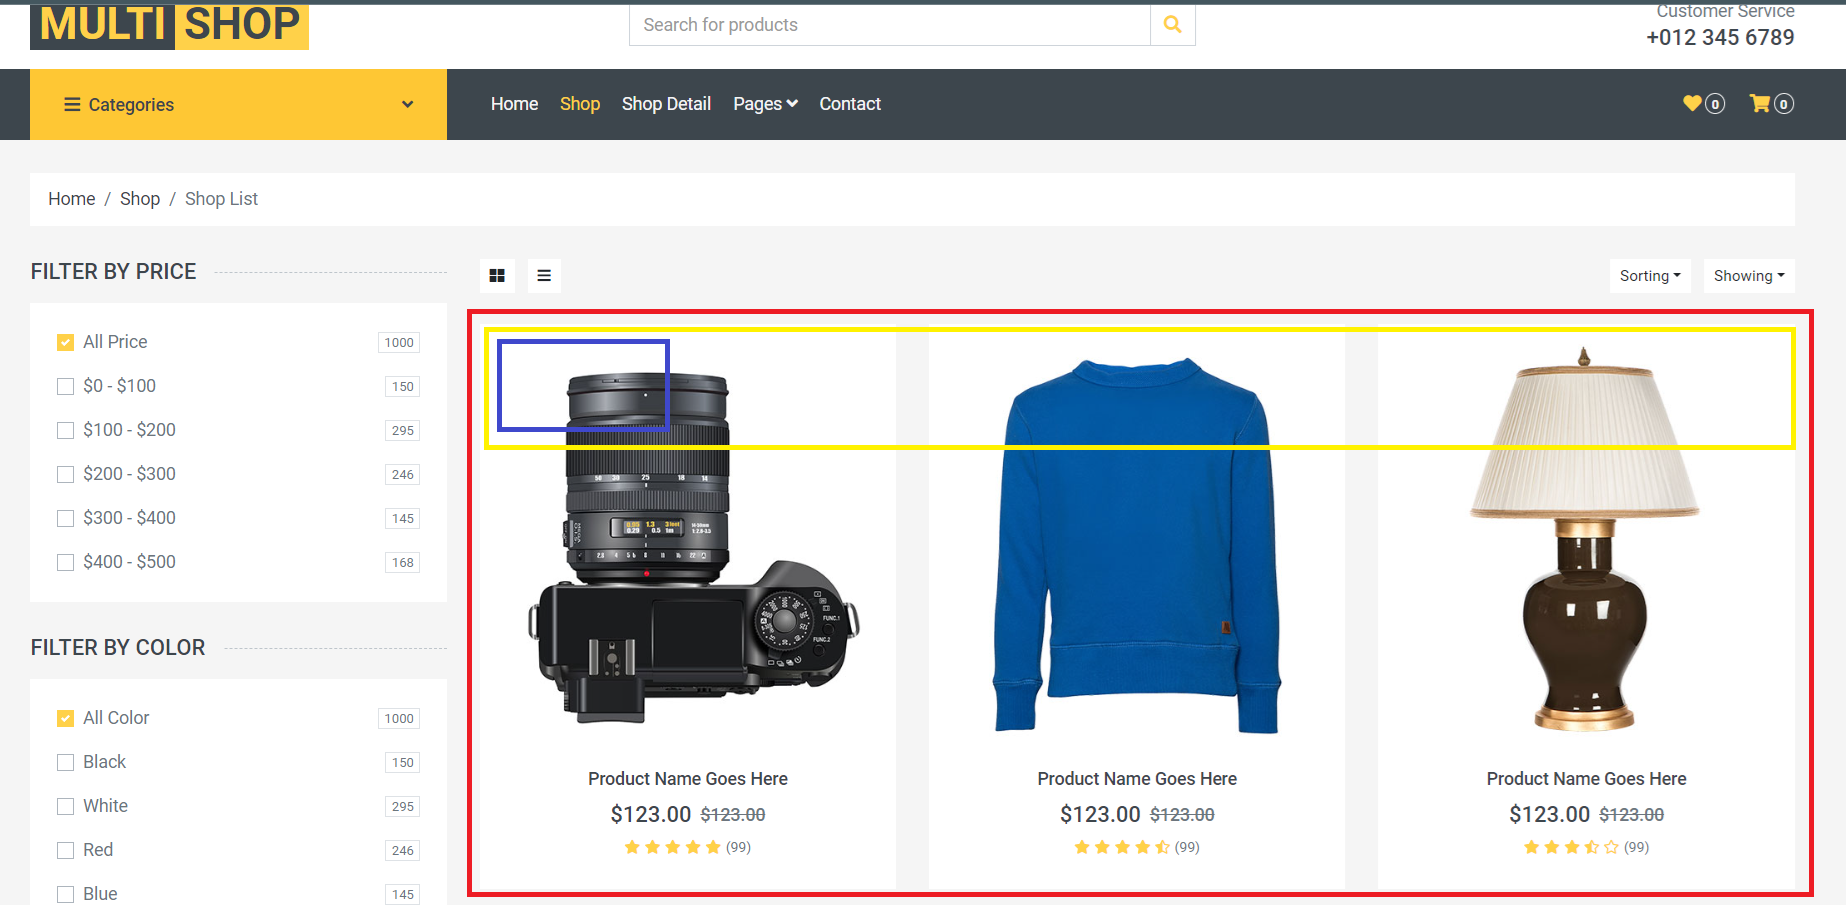 MULTI SHOP
Search for products
Customer Service
+012 345 6789
Categories
Home Shop Shop Detail Pages Contact
0 0
Home / Shop / Shop List
FILTER BY PRICE
Sorting Showing
All Price 1000
$0 - $100 150
$100 - $200 295
$200 - $300 246
$300 - $400 145
$400 - $500 168
FILTER BY COLOR
All Color 1000
Black 150
White 295
Red 246
Blue 145
FUNC.1
FUNC.2
Product Name Goes Here
$123.00 $123.00
(99)
Product Name Goes Here
$123.00 $123.00
(99)
Product Name Goes Here
$123.00 $123.00
(99)